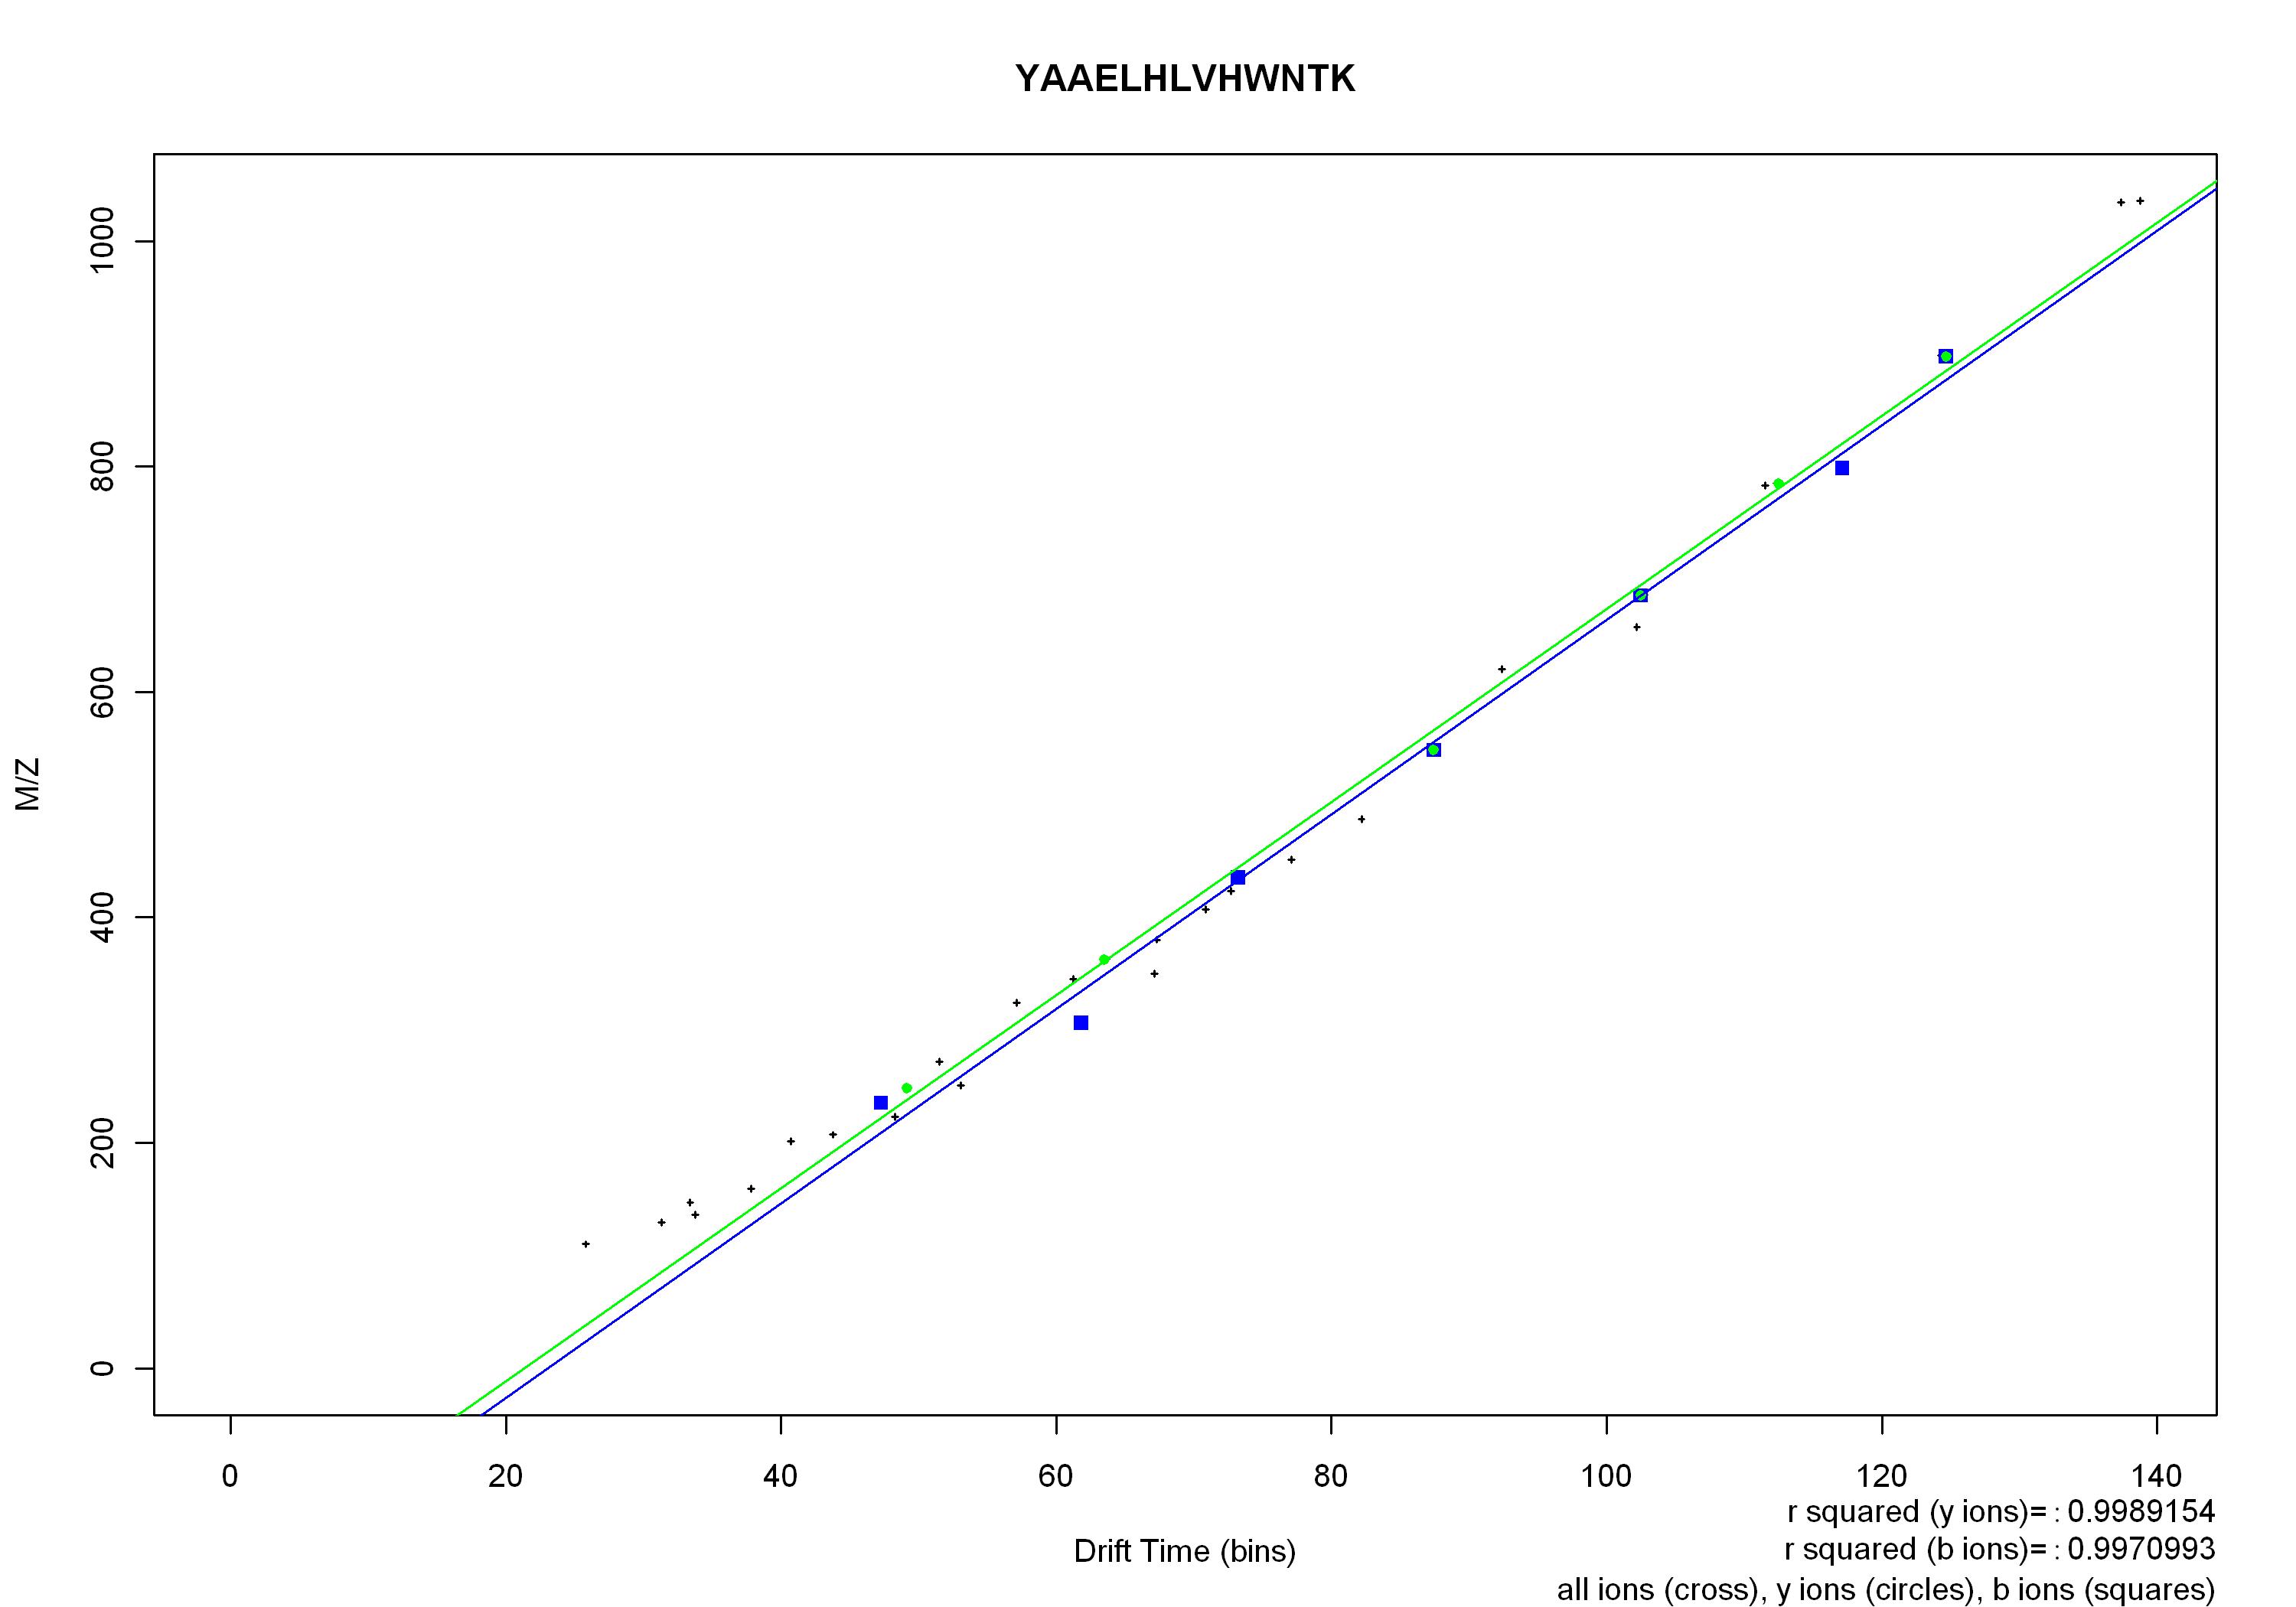 YAAELHLVHWNTK
1000
800
600
400
200
0
M/Z
0 20 40 60 80 100 120 140
Drift Time (bins)
r squared (y ions)= : 0.9989154
r squared (b ions)= : 0.9970993
all ions (cross), y ions (circles), b ions (squares)